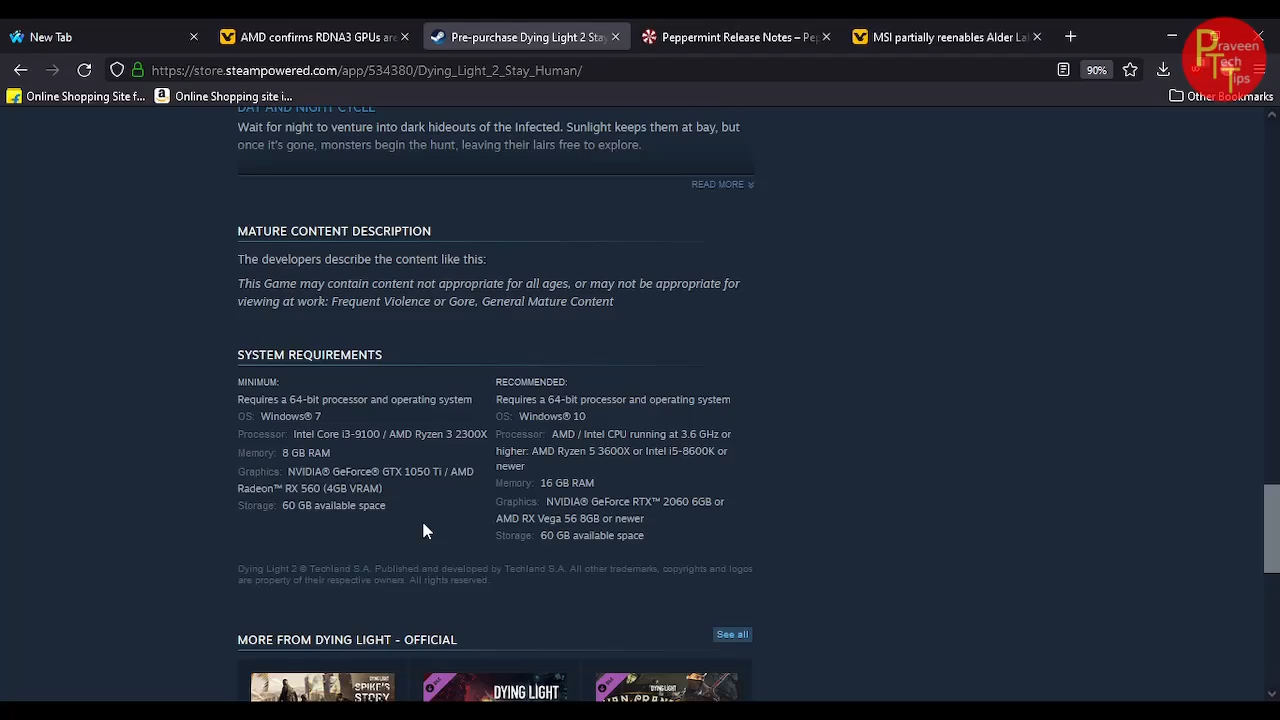 New Tab
AMD confirms RDNA3 GPUs are
Pre-purchase Dying Light 2 Stay
Peppermint Release Notes – Pep
MSI partially reenables Alder La
Praveen
Tech
Tips
https://store.steampowered.com/app/534380/Dying_Light_2_Stay_Human/
90%
Online Shopping Site f...
Online Shopping site i...
Other Bookmarks
DAY AND NIGHT CYCLE
Wait for night to venture into dark hideouts of the Infected. Sunlight keeps them at bay, but
once it's gone, monsters begin the hunt, leaving their lairs free to explore.
READ MORE
MATURE CONTENT DESCRIPTION
The developers describe the content like this:
This Game may contain content not appropriate for all ages, or may not be appropriate for
viewing at work: Frequent Violence or Gore, General Mature Content
SYSTEM REQUIREMENTS
MINIMUM:
Requires a 64-bit processor and operating system
OS: Windows® 7
Processor: Intel Core i3-9100 / AMD Ryzen 3 2300X
Memory: 8 GB RAM
Graphics: NVIDIA® GeForce® GTX 1050 Ti / AMD
Radeon™ RX 560 (4GB VRAM)
Storage: 60 GB available space
RECOMMENDED:
Requires a 64-bit processor and operating system
OS: Windows® 10
Processor: AMD / Intel CPU running at 3.6 GHz or
higher: AMD Ryzen 5 3600X or Intel i5-8600K or
newer
Memory: 16 GB RAM
Graphics: NVIDIA® GeForce RTX™ 2060 6GB or
AMD RX Vega 56 8GB or newer
Storage: 60 GB available space
Dying Light 2 © Techland S.A. Published and developed by Techland S.A. All other trademarks, copyrights and logos
are property of their respective owners. All rights reserved.
MORE FROM DYING LIGHT - OFFICIAL
See all
DYING LIGHT
SPIKE'S
STORY
DYING LIGHT
DYING LIGHT